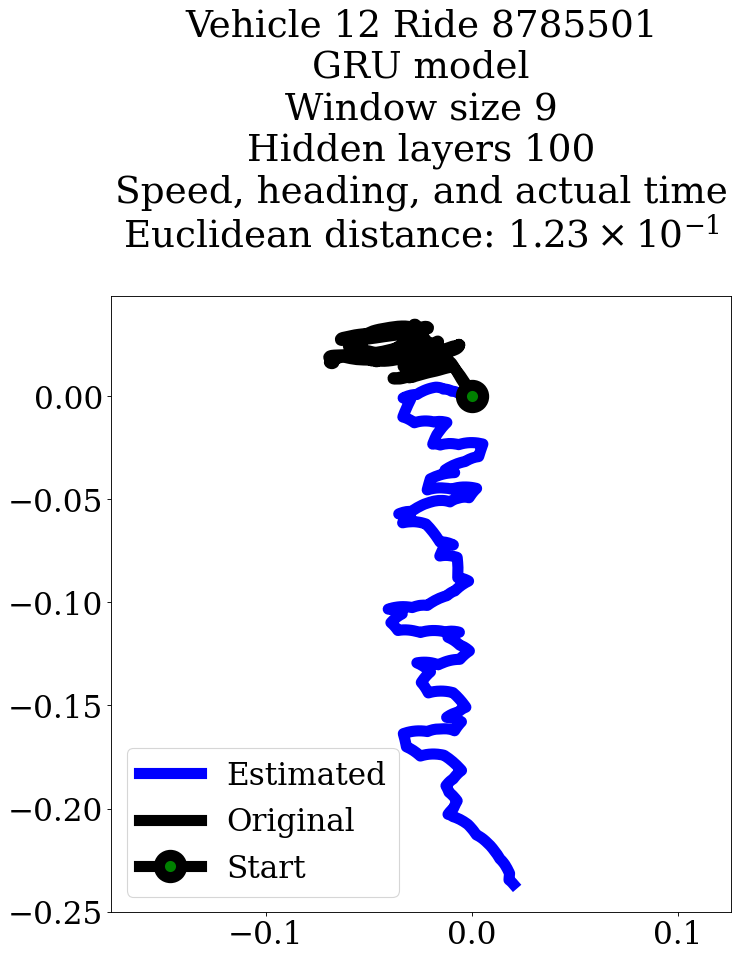 Vehicle 12 Ride 8785501
GRU model
Window size 9
Hidden layers 100
Speed, heading, and actual time
Euclidean distance: 1.23 × 10⁻¹
0.00
−0.05
−0.10
−0.15
−0.20
−0.25
Estimated
Original
Start
−0.1 0.0 0.1